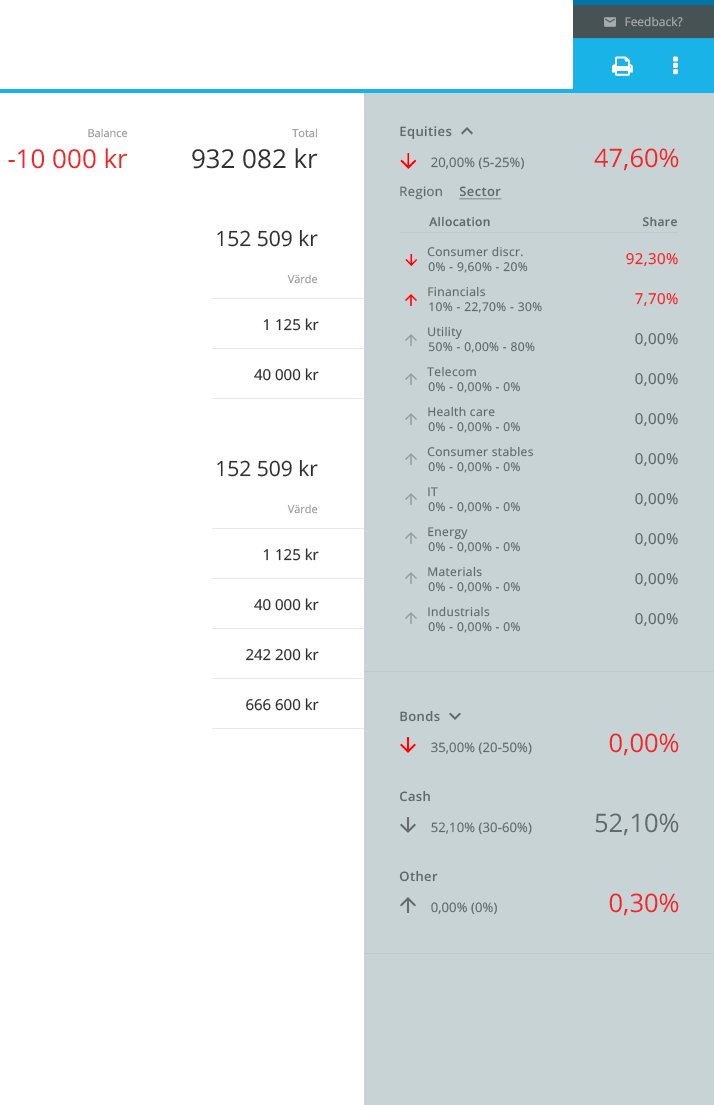 Feedback?
Balance
Total
-10 000 kr
932 082 kr
152 509 kr
Värde
1 125 kr
40 000 kr
152 509 kr
Värde
1 125 kr
40 000 kr
242 200 kr
666 600 kr
Equities
20,00% (5-25%)
47,60%
Region Sector
Allocation Share
Consumer discr.
0% - 9,60% - 20%
92,30%
Financials
10% - 22,70% - 30%
7,70%
Utility
50% - 0,00% - 80%
0,00%
Telecom
0% - 0,00% - 0%
0,00%
Health care
0% - 0,00% - 0%
0,00%
Consumer stables
0% - 0,00% - 0%
0,00%
IT
0% - 0,00% - 0%
0,00%
Energy
0% - 0,00% - 0%
0,00%
Materials
0% - 0,00% - 0%
0,00%
Industrials
0% - 0,00% - 0%
0,00%
Bonds
35,00% (20-50%)
0,00%
Cash
52,10% (30-60%)
52,10%
Other
0,00% (0%)
0,30%